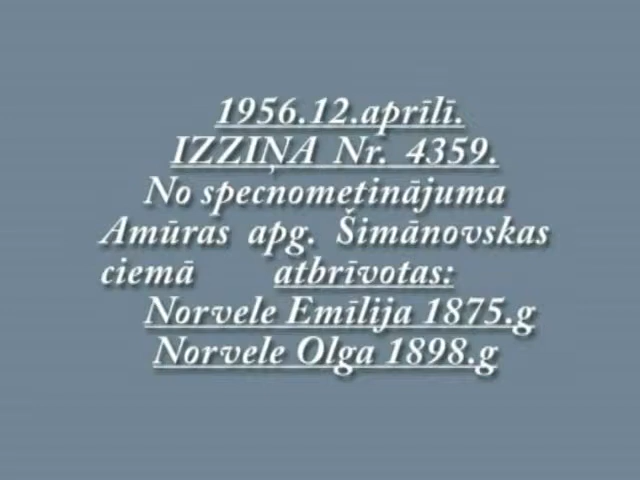 1956.12.aprīlī.
IZZIŅA Nr. 4359.
No specnometinājuma
Amūras apg. Šimānovskas
ciemā atbrīvotas:
Norvele Emīlija 1875.g
Norvele Olga 1898.g